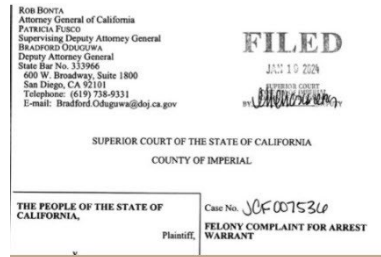 ROB BONTA
Attorney General of California
PATRICIA FUSCO
Supervising Deputy Attorney General
BRADFORD ODUGUWA
Deputy Attorney General
State Bar No. 333966
600 W. Broadway, Suite 1800
San Diego, CA 92101
Telephone: (619) 738-9331
E-mail: Bradford.Oduguwa@doj.ca.gov
FILED
JAN 19 2024
SUPERIOR COURT
BY
SUPERIOR COURT OF THE STATE OF CALIFORNIA
COUNTY OF IMPERIAL
THE PEOPLE OF THE STATE OF
CALIFORNIA,
Plaintiff,
v
Case No. JCF007536
FELONY COMPLAINT FOR ARREST
WARRANT